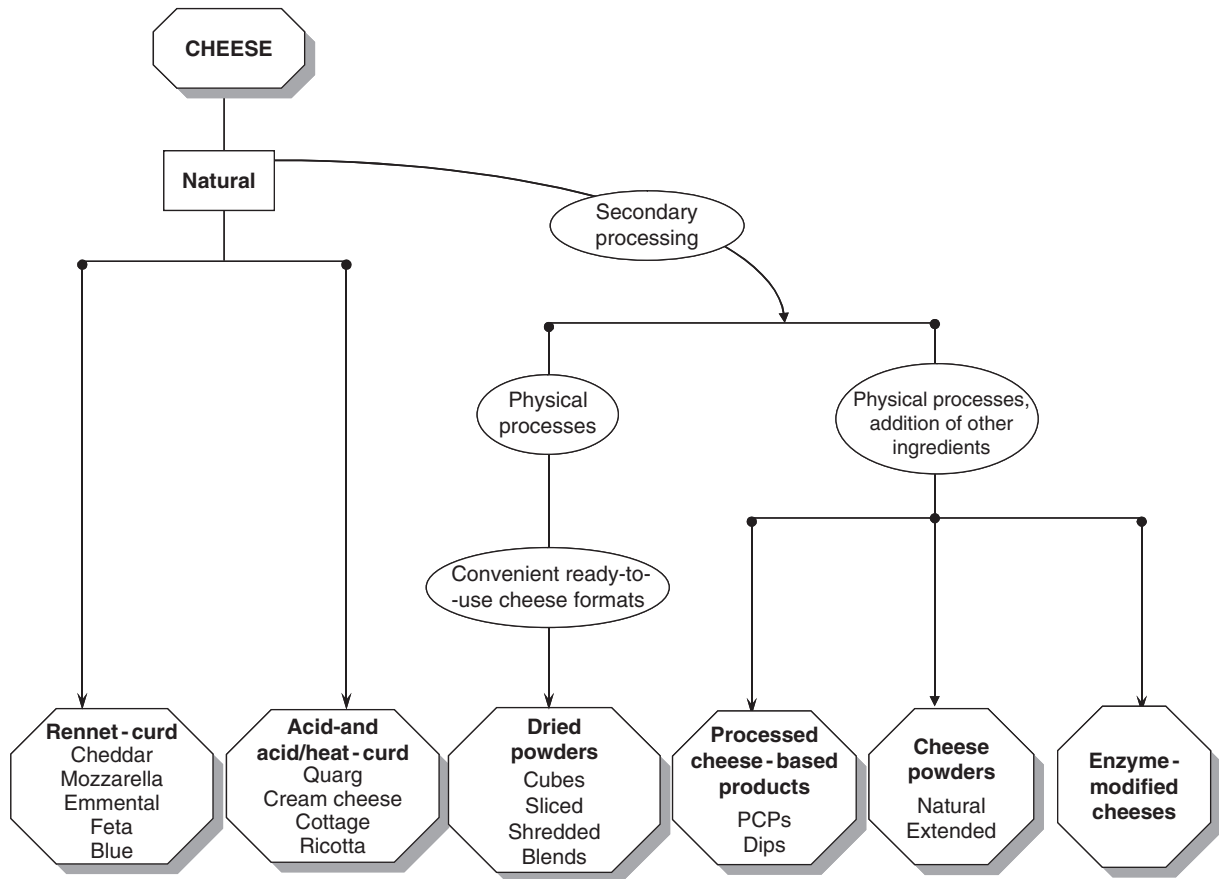 CHEESE
Natural
Secondary
processing
Physical
processes
Physical processes,
addition of other
ingredients
Convenient ready-to-
-use cheese formats
Rennet-curd
Cheddar
Mozzarella
Emmental
Feta
Blue
Acid-and
acid/heat-curd
Quarg
Cream cheese
Cottage
Ricotta
Dried
powders
Cubes
Sliced
Shredded
Blends
Processed
cheese-based
products
PCPs
Dips
Cheese
powders
Natural
Extended
Enzyme-
modified
cheeses